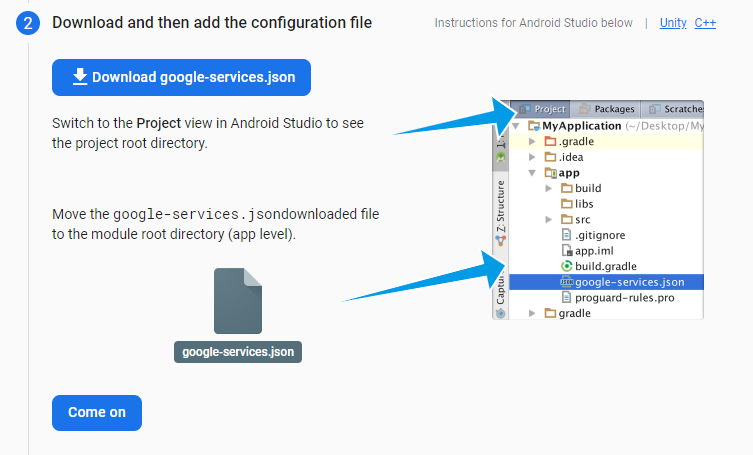 2 Download and then add the configuration file
Instructions for Android Studio below | Unity C++
Download google-services.json
Switch to the Project view in Android Studio to see
the project root directory.
Move the google-services.jsondownloaded file
to the module root directory (app level).
google-services.json
Come on
Project Packages Scratches
MyApplication (~/Desktop/My
.gradle
.idea
app
build
libs
src
.gitignore
app.iml
build.gradle
google-services.json
proguard-rules.pro
gradle
Z: Structure
Captu